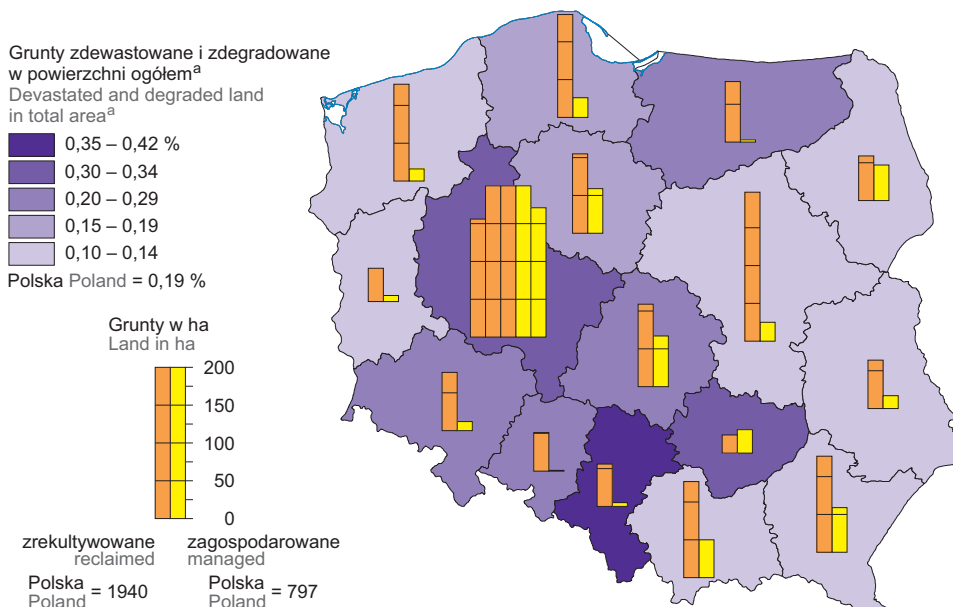 Grunty zdewastowane i zdegradowane
w powierzchni ogółemᵃ
Devastated and degraded land
in total areaᵃ
0,35 – 0,42 %
0,30 – 0,34
0,20 – 0,29
0,15 – 0,19
0,10 – 0,14
Polska Poland = 0,19 %
Grunty w ha
Land in ha
200
150
100
50
0
zrekultywowane zagospodarowane
reclaimed managed
Polska = 1940 Polska = 797
Poland Poland